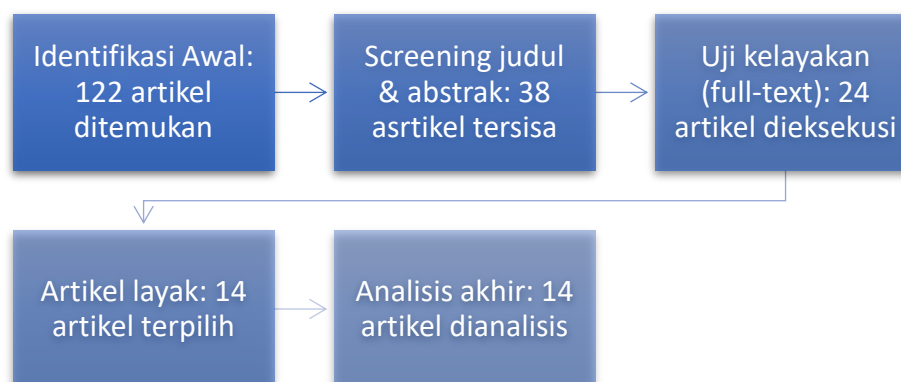 Identifikasi Awal:
122 artikel
ditemukan
Screening judul
& abstrak: 38
asrtikel tersisa
Uji kelayakan
(full-text): 24
artikel dieksekusi
Artikel layak: 14
artikel terpilih
Analisis akhir: 14
artikel dianalisis